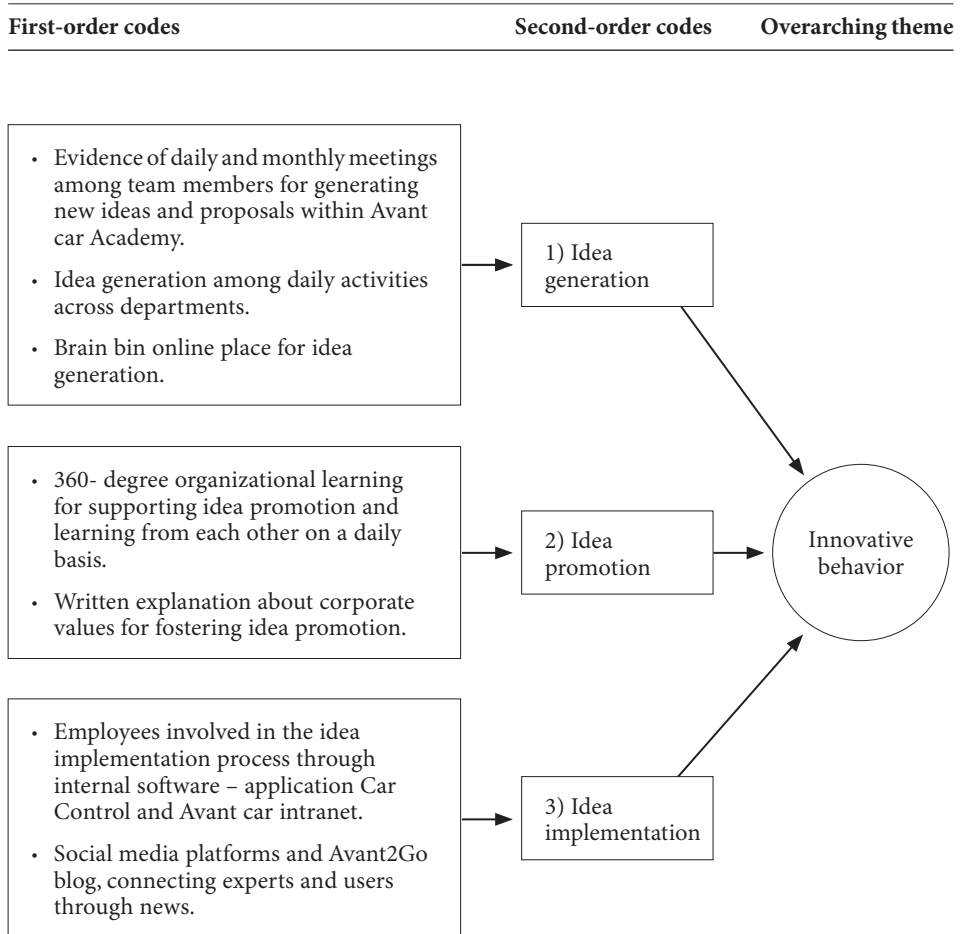 First-order codes Second-order codes Overarching theme
• Evidence of daily and monthly meetings
among team members for generating
new ideas and proposals within Avant
car Academy.
• Idea generation among daily activities
across departments.
• Brain bin online place for idea
generation.
1) Idea
generation
• 360- degree organizational learning
for supporting idea promotion and
learning from each other on a daily
basis.
• Written explanation about corporate
values for fostering idea promotion.
2) Idea
promotion
Innovative
behavior
• Employees involved in the idea
implementation process through
internal software – application Car
Control and Avant car intranet.
• Social media platforms and Avant2Go
blog, connecting experts and users
through news.
3) Idea
implementation